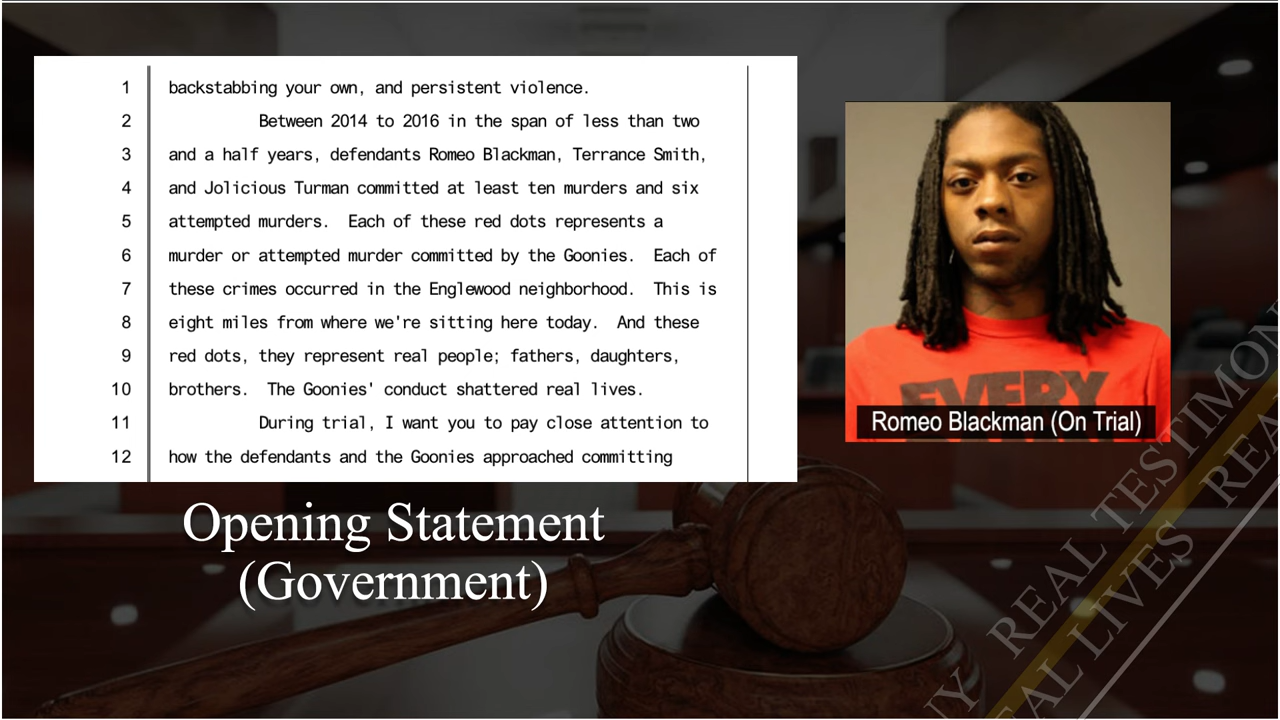 1 backstabbing your own, and persistent violence.
2 Between 2014 to 2016 in the span of less than two
3 and a half years, defendants Romeo Blackman, Terrance Smith,
4 and Jolicious Turman committed at least ten murders and six
5 attempted murders. Each of these red dots represents a
6 murder or attempted murder committed by the Goonies. Each of
7 these crimes occurred in the Englewood neighborhood. This is
8 eight miles from where we're sitting here today. And these
9 red dots, they represent real people; fathers, daughters,
10 brothers. The Goonies' conduct shattered real lives.
11 During trial, I want you to pay close attention to
12 how the defendants and the Goonies approached committing
Opening Statement
(Government)
EVERY
Romeo Blackman (On Trial)
REAL TESTIMON
LIVES